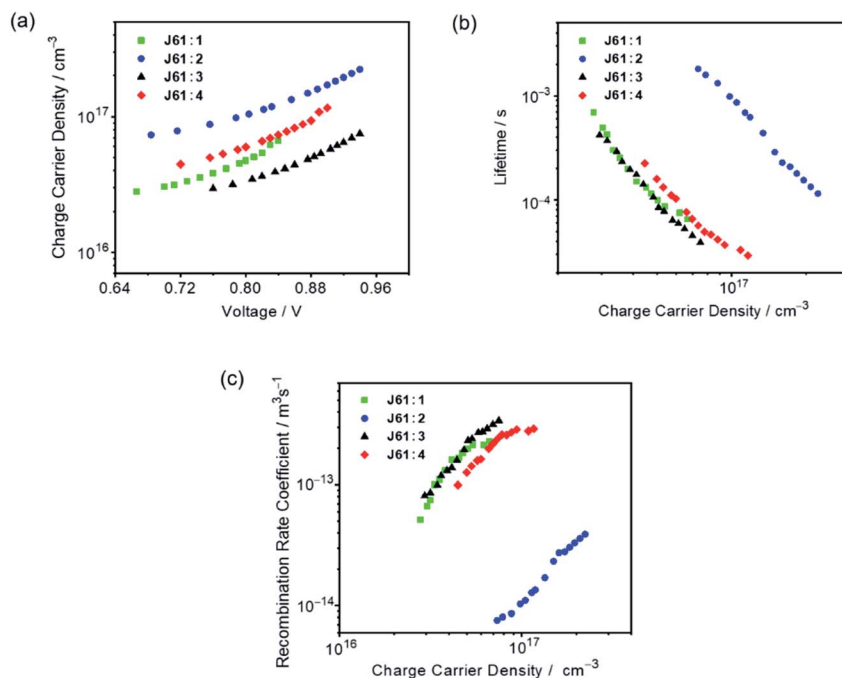 (a)
J61:1
J61:2
J61:3
J61:4
Charge Carrier Density / cm⁻³
10¹⁷
10¹⁶
0.64 0.72 0.80 0.88 0.96
Voltage / V
(b)
J61:1
J61:2
J61:3
J61:4
Lifetime / s
10⁻³
10⁻⁴
10¹⁷
Charge Carrier Density / cm⁻³
(c)
J61:1
J61:2
J61:3
J61:4
Recombination Rate Coefficient / m³s⁻¹
10⁻¹³
10⁻¹⁴
10¹⁶ 10¹⁷
Charge Carrier Density / cm⁻³